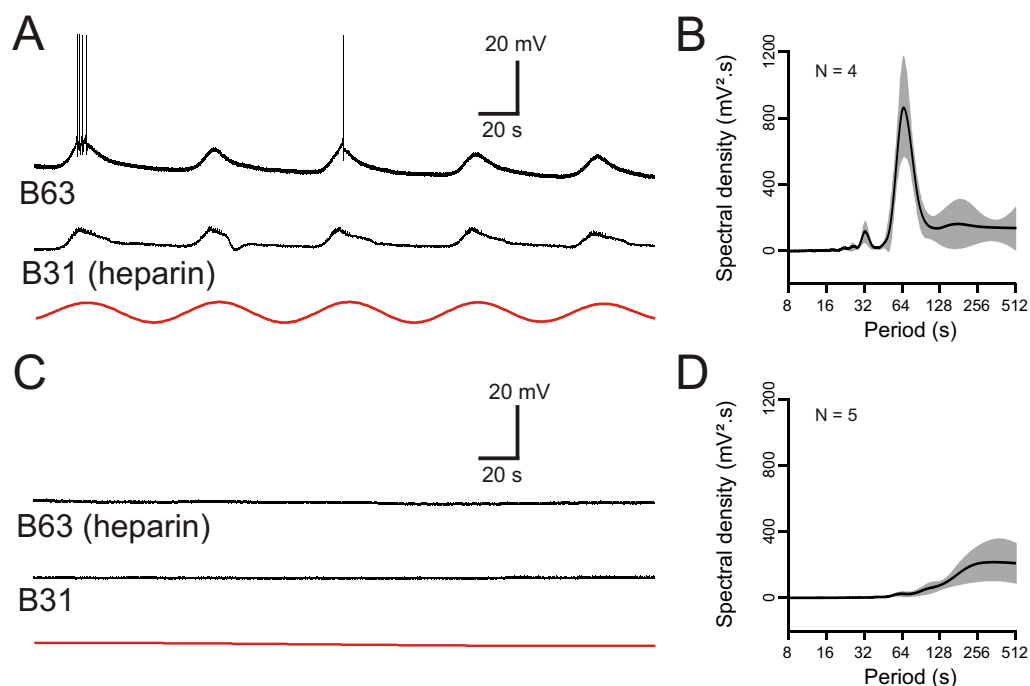 A
20 mV
20 s
B63
B31 (heparin)
B
Spectral density (mV².s)
1200
800
400
0
N = 4
8 16 32 64 128 256 512
Period (s)
C
20 mV
20 s
B63 (heparin)
B31
D
Spectral density (mV².s)
1200
800
400
0
N = 5
8 16 32 64 128 256 512
Period (s)